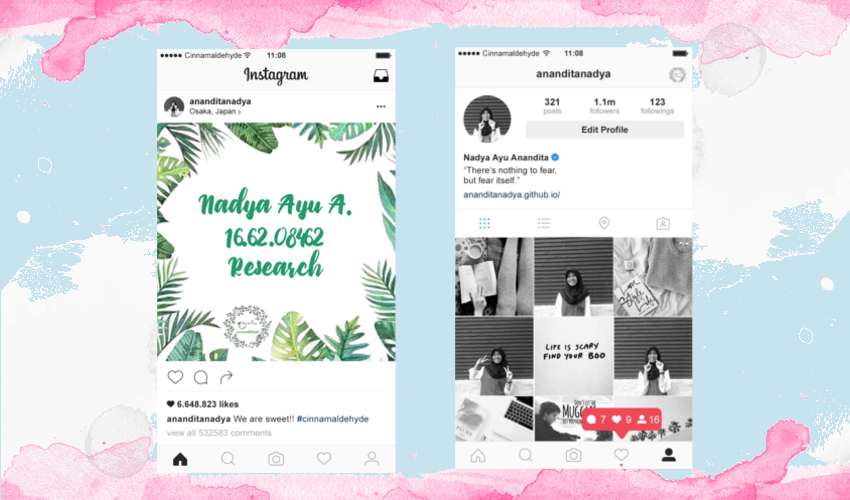 Cinnamaldehyde 11:08
Instagram
ananditanadya
Osaka, Japan >
Nadya Ayu A.
16.62.08462
Research
6.648.823 likes
ananditanadya We are sweet!! #cinnamaldehyde
view all 532583 comments
Cinnamaldehyde 11:08
ananditanadya
321 1.1m 123
posts followers followings
Edit Profile
Nadya Ayu Anandita
“There's nothing to fear,
but fear itself.”
ananditanadya.github.io/
LIFE IS SCARY
FIND YOUR BOO
7 9 16